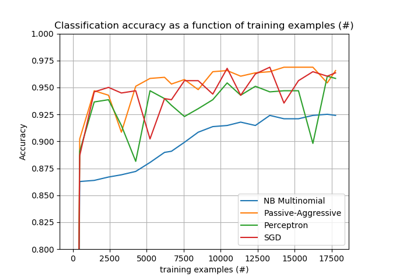 Classification accuracy as a function of training examples (#)
1.000
0.975
0.950
0.925
0.900
0.875
0.850
0.825
0.800
Accuracy
NB Multinomial
Passive-Aggressive
Perceptron
SGD
0 2500 5000 7500 10000 12500 15000 17500
training examples (#)